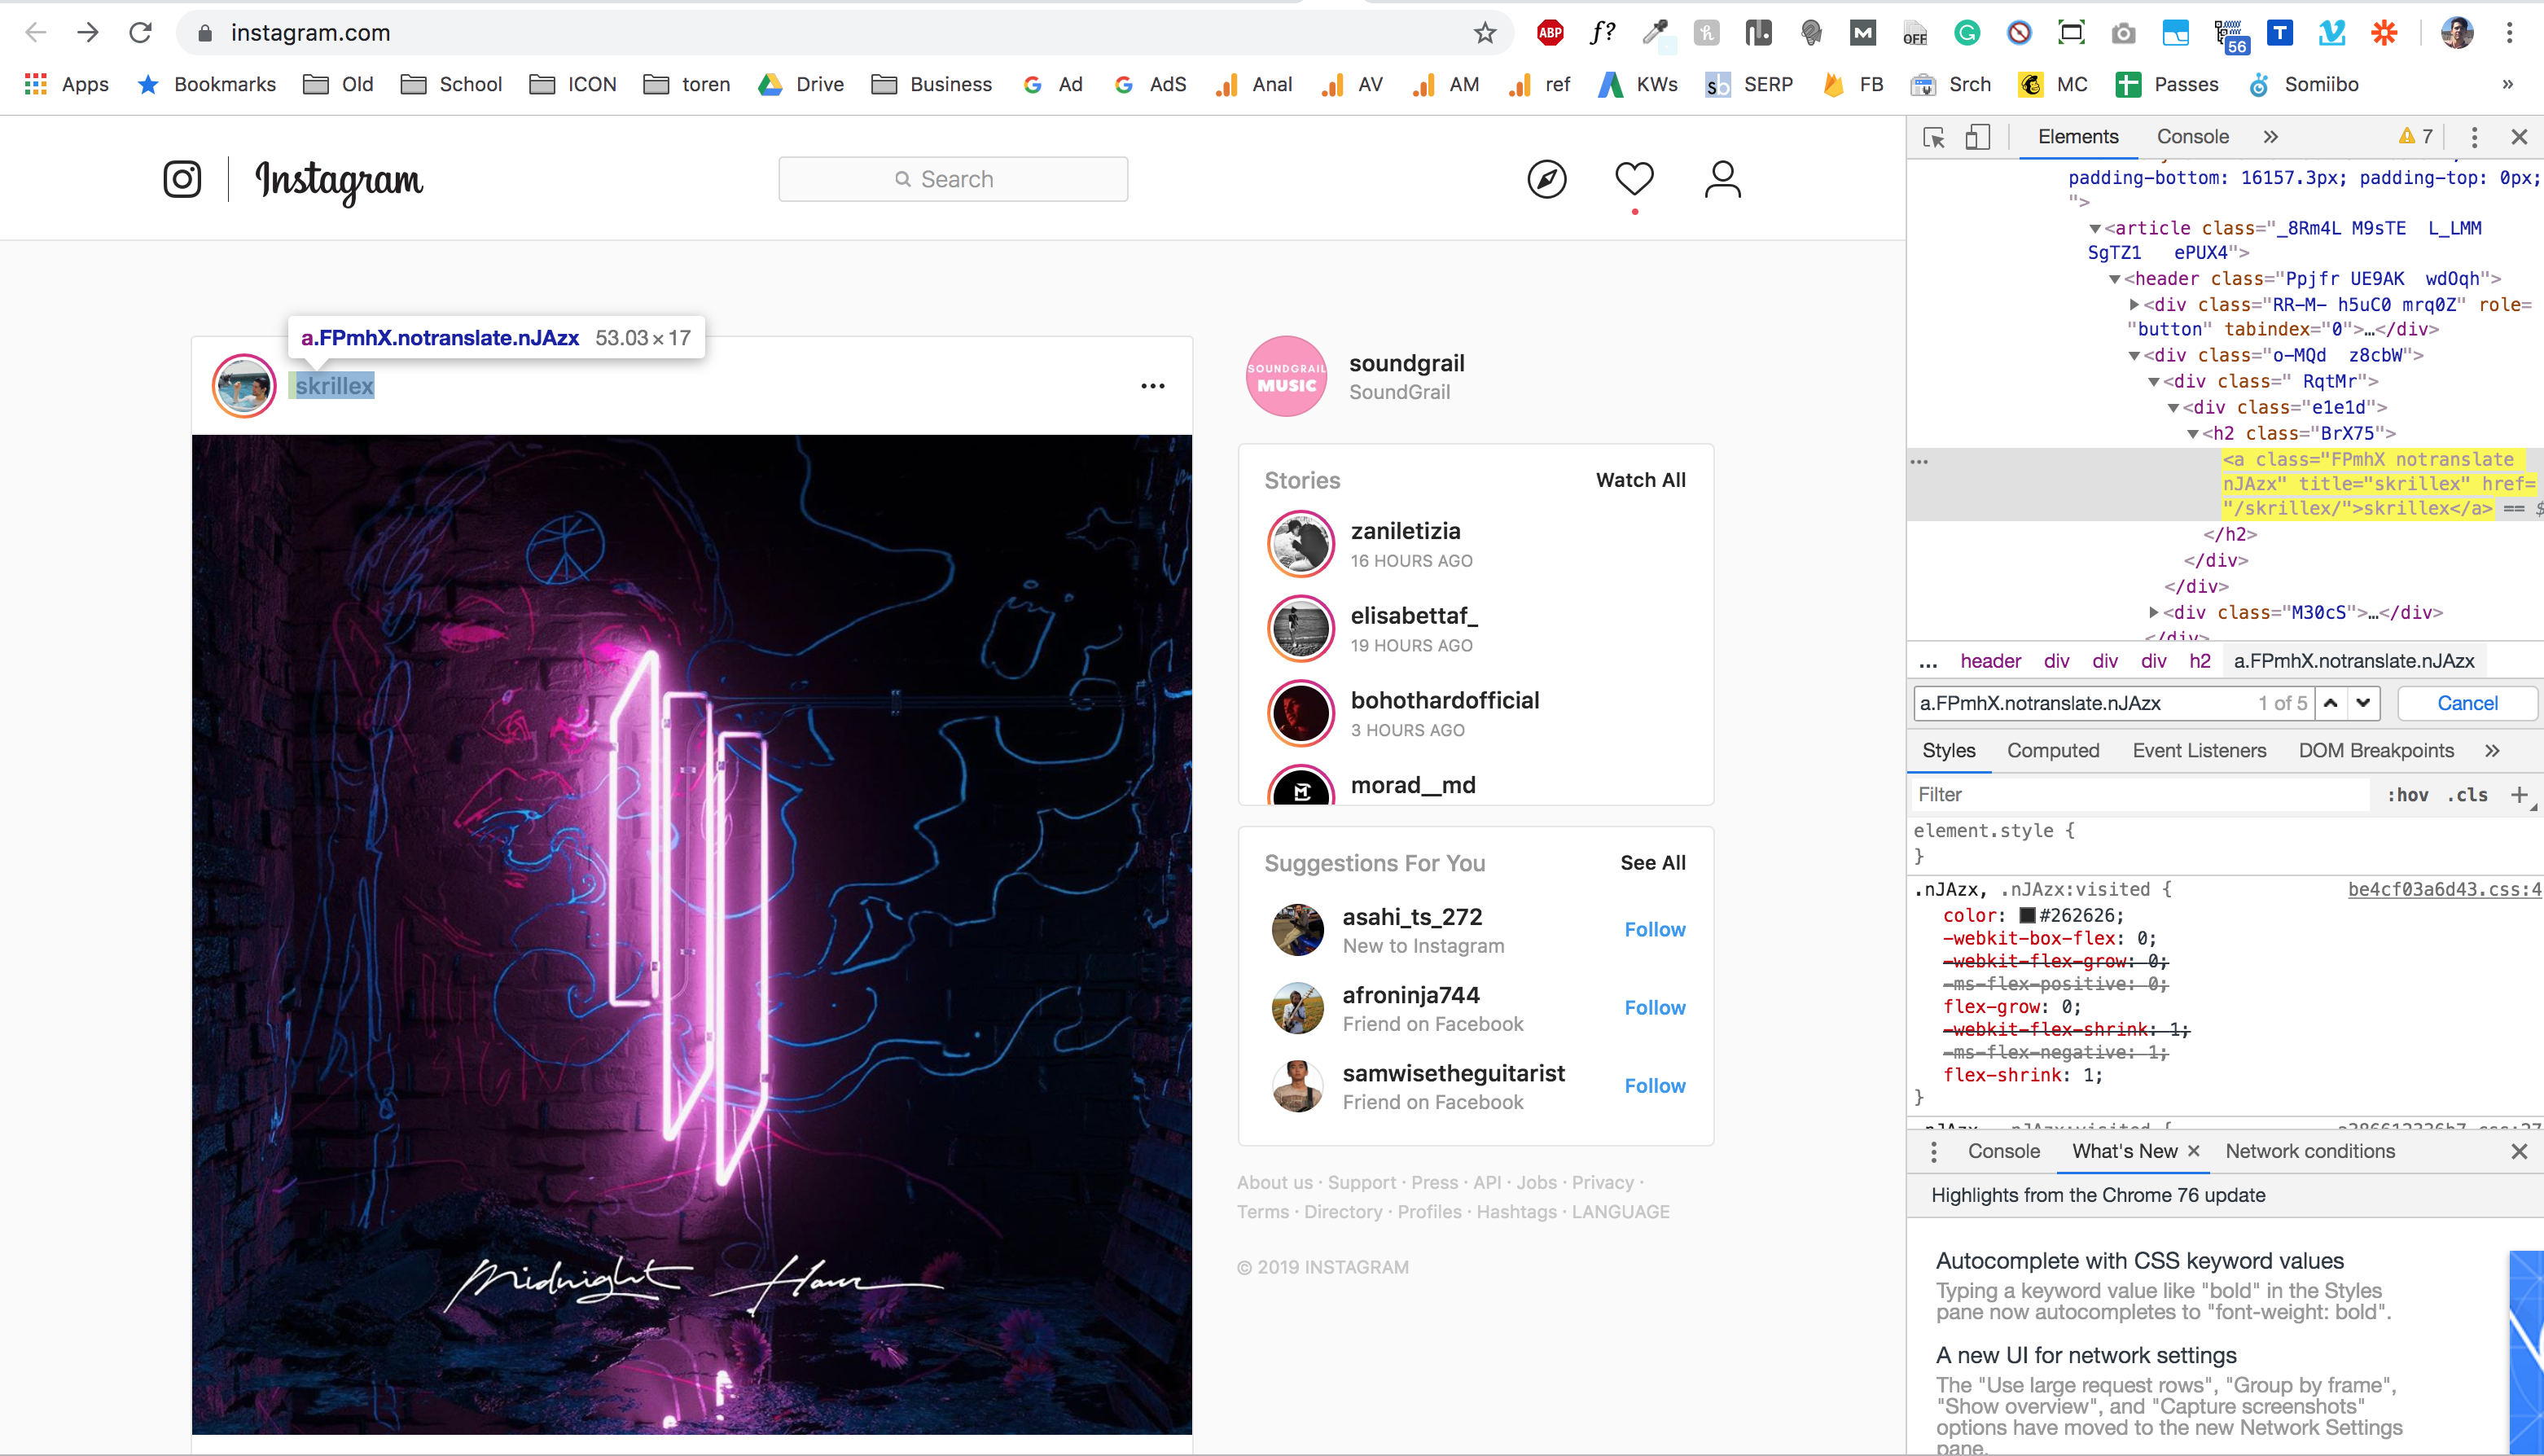 instagram.com
ABP
f?
OFF
56
Apps
Bookmarks
Old
School
ICON
toren
Drive
Business
Ad
AdS
Anal
AV
AM
ref
KWs
SERP
FB
Srch
MC
Passes
Somiibo
»
Instagram
Search
a.FPmhX.notranslate.nJAzx 53.03 × 17
skrillex
Midnight Hour
SOUNDGRAIL
MUSIC
soundgrail
SoundGrail
Stories
Watch All
zaniletizia
16 HOURS AGO
elisabettaf_
19 HOURS AGO
bohothardofficial
3 HOURS AGO
morad__md
Suggestions For You
See All
asahi_ts_272
New to Instagram
Follow
afroninja744
Friend on Facebook
Follow
samwisetheguitarist
Friend on Facebook
Follow
About us · Support · Press · API · Jobs · Privacy ·
Terms · Directory · Profiles · Hashtags · LANGUAGE
© 2019 INSTAGRAM
Elements
Console
»
7
padding-bottom: 16157.3px; padding-top: 0px;
">
<article class="_8Rm4L M9sTE  L_LMM
SgTZ1   ePUX4">
<header class="Ppjfr UE9AK  wdOqh">
<div class="RR-M- h5uC0 mrq0Z" role=
"button" tabindex="0">…</div>
<div class="o-MQd  z8cbW">
<div class=" RqtMr">
<div class="e1e1d">
<h2 class="BrX75">
<a class="FPmhX notranslate
nJAzx" title="skrillex" href=
"/skrillex/">skrillex</a> == $
</h2>
</div>
</div>
<div class="M30cS">…</div>
</div>
... header div div div h2 a.FPmhX.notranslate.nJAzx
a.FPmhX.notranslate.nJAzx 1 of 5
Cancel
Styles
Computed
Event Listeners
DOM Breakpoints
»
Filter
:hov
.cls
+
element.style {
}
.nJAzx, .nJAzx:visited {
be4cf03a6d43.css:4
color: #262626;
-webkit-box-flex: 0;
-webkit-flex-grow: 0;
-ms-flex-positive: 0;
flex-grow: 0;
-webkit-flex-shrink: 1;
-ms-flex-negative: 1;
flex-shrink: 1;
}
Console
What's New ×
Network conditions
Highlights from the Chrome 76 update
Autocomplete with CSS keyword values
Typing a keyword value like "bold" in the Styles
pane now autocompletes to "font-weight: bold".
A new UI for network settings
The "Use large request rows", "Group by frame",
"Show overview", and "Capture screenshots"
options have moved to the new Network Settings
pane.